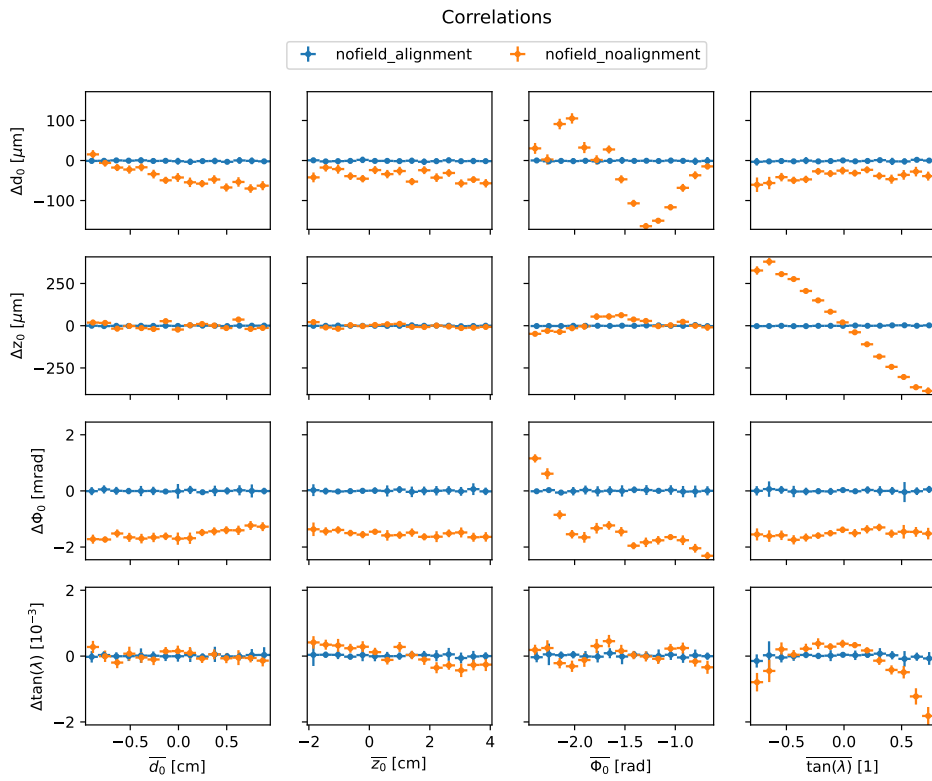 Correlations
nofield_alignment nofield_noalignment
Δd₀ [μm]
100
0
−100
Δz₀ [μm]
250
0
−250
ΔΦ₀ [mrad]
2
0
−2
Δtan(λ) [10⁻³]
2
0
−2
−0.5 0.0 0.5
−2 0 2 4
−2.0 −1.5 −1.0
−0.5 0.0 0.5
d₀ [cm]
z₀ [cm]
Φ₀ [rad]
tan(λ) [1]